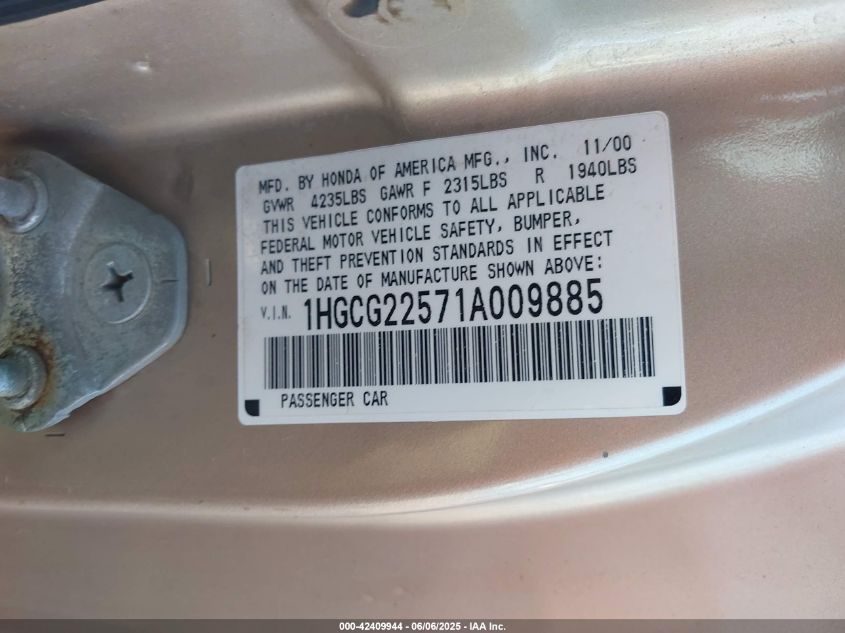 MFD. BY HONDA OF AMERICA MFG., INC. 11/00
GVWR 4235LBS GAWR F 2315LBS R 1940LBS
THIS VEHICLE CONFORMS TO ALL APPLICABLE
FEDERAL MOTOR VEHICLE SAFETY, BUMPER,
AND THEFT PREVENTION STANDARDS IN EFFECT
ON THE DATE OF MANUFACTURE SHOWN ABOVE:
V.I.N. 1HGCG22571A009885
PASSENGER CAR
000-42409944 - 06/06/2025 - IAA Inc.